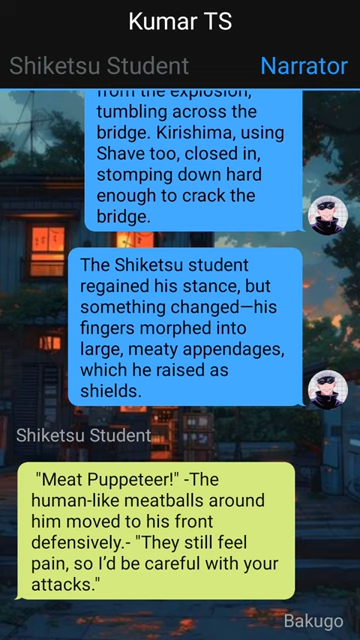 Kumar TS
Shiketsu Student
Narrator
from the explosion,
tumbling across the
bridge. Kirishima, using
Shave too, closed in,
stomping down hard
enough to crack the
bridge.
The Shiketsu student
regained his stance, but
something changed—his
fingers morphed into
large, meaty appendages,
which he raised as
shields.
Shiketsu Student
"Meat Puppeteer!" -The
human-like meatballs around
him moved to his front
defensively.- "They still feel
pain, so I'd be careful with your
attacks."
Bakugo